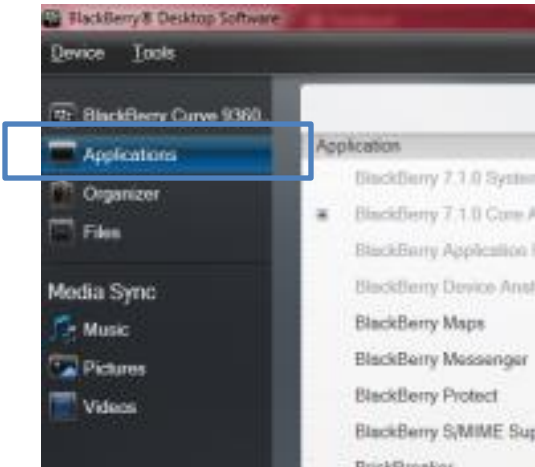 BlackBerry® Desktop Software
Device Tools
BlackBerry Curve 9360
Applications
Organizer
Files
Media Sync
Music
Pictures
Videos
Application
BlackBerry 7.1.0 System
BlackBerry 7.1.0 Core A
BlackBerry Application
BlackBerry Device
BlackBerry Maps
BlackBerry Messenger
BlackBerry Protect
BlackBerry S/MIME Sup
BrickBreaker